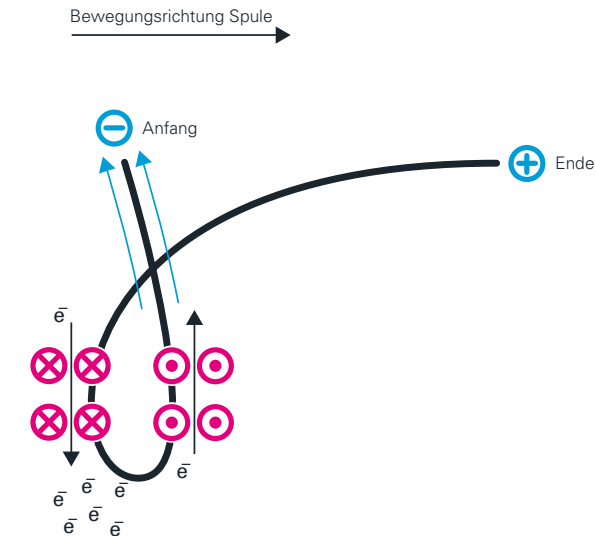 Bewegungsrichtung Spule
Anfang
Ende
e̅
e̅
e̅ e̅
e̅ e̅
e̅ e̅